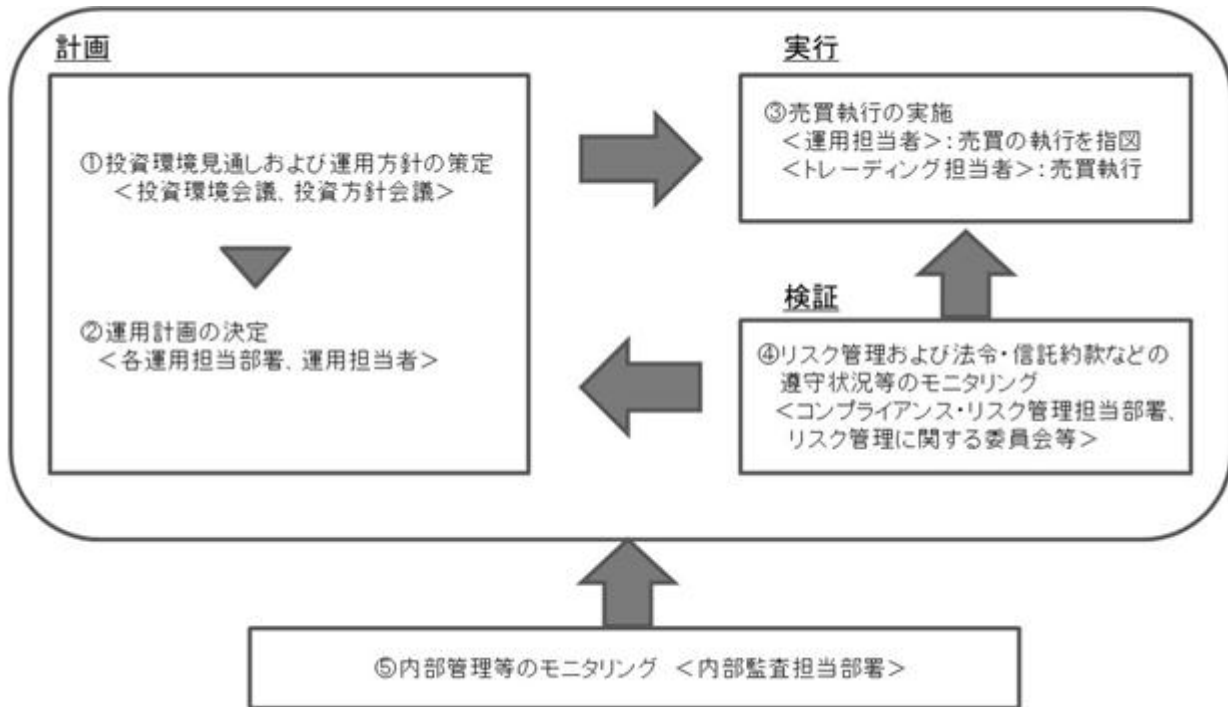 計画
①投資環境見通しおよび運用方針の策定
＜投資環境会議、投資方針会議＞
②運用計画の決定
＜各運用担当部署、運用担当者＞
実行
③売買執行の実施
＜運用担当者＞：売買の執行を指図
＜トレーディング担当者＞：売買執行
検証
④リスク管理および法令・信託約款などの
遵守状況等のモニタリング
＜コンプライアンス・リスク管理担当部署、
リスク管理に関する委員会等＞
⑤内部管理等のモニタリング ＜内部監査担当部署＞